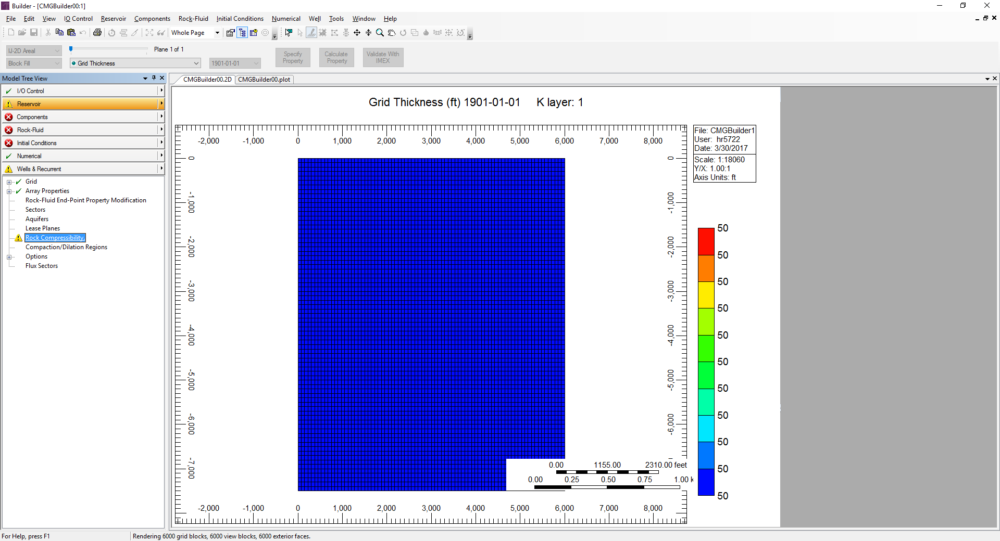 Builder - [CMGBuilder00:1]
File Edit View IO Control Reservoir Components Rock-Fluid Initial Conditions Numerical Well Tools Window Help
Whole Page
IJ-2D Areal
Plane 1 of 1
Block Fill
Grid Thickness
1901-01-01
Specify Property
Calculate Property
Validate With IMEX
Model Tree View
I/O Control
Reservoir
Components
Rock-Fluid
Initial Conditions
Numerical
Wells & Recurrent
Grid
Array Properties
Rock-Fluid End-Point Property Modification
Sectors
Aquifers
Lease Planes
Rock Compressibility.
Compaction/Dilation Regions
Options
Flux Sectors
CMGBuilder00.2D
CMGBuilder00.plot
Grid Thickness (ft) 1901-01-01 K layer: 1
-2,000 -1,000 0 1,000 2,000 3,000 4,000 5,000 6,000 7,000 8,000
0
-1,000
-2,000
-3,000
-4,000
-5,000
-6,000
-7,000
0
-1,000
-2,000
-3,000
-4,000
-5,000
-6,000
File: CMGBuilder1
User: hr5722
Date: 3/30/2017
Scale: 1:18060
Y/X: 1.00:1
Axis Units: ft
50
50
50
50
50
50
50
50
50
50
50
0.00 1155.00 2310.00 feet
0.00 0.25 0.50 0.75 1.00 k
-2,000 -1,000 0 1,000 2,000 3,000 4,000 5,000 6,000 7,000 8,000
For Help, press F1
Rendering 6000 grid blocks, 6000 view blocks, 6000 exterior faces.